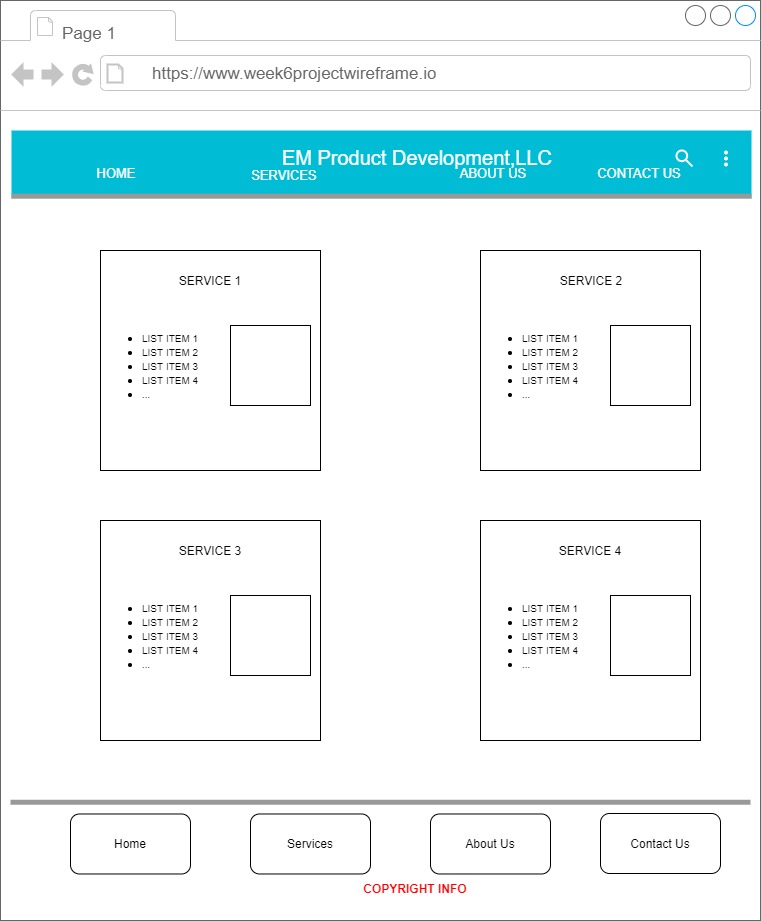 Page 1
https://www.week6projectwireframe.io
EM Product Development,LLC
HOME SERVICES ABOUT US CONTACT US
SERVICE 1
LIST ITEM 1
LIST ITEM 2
LIST ITEM 3
LIST ITEM 4
...
SERVICE 2
LIST ITEM 1
LIST ITEM 2
LIST ITEM 3
LIST ITEM 4
...
SERVICE 3
LIST ITEM 1
LIST ITEM 2
LIST ITEM 3
LIST ITEM 4
...
SERVICE 4
LIST ITEM 1
LIST ITEM 2
LIST ITEM 3
LIST ITEM 4
...
Home Services About Us Contact Us
COPYRIGHT INFO